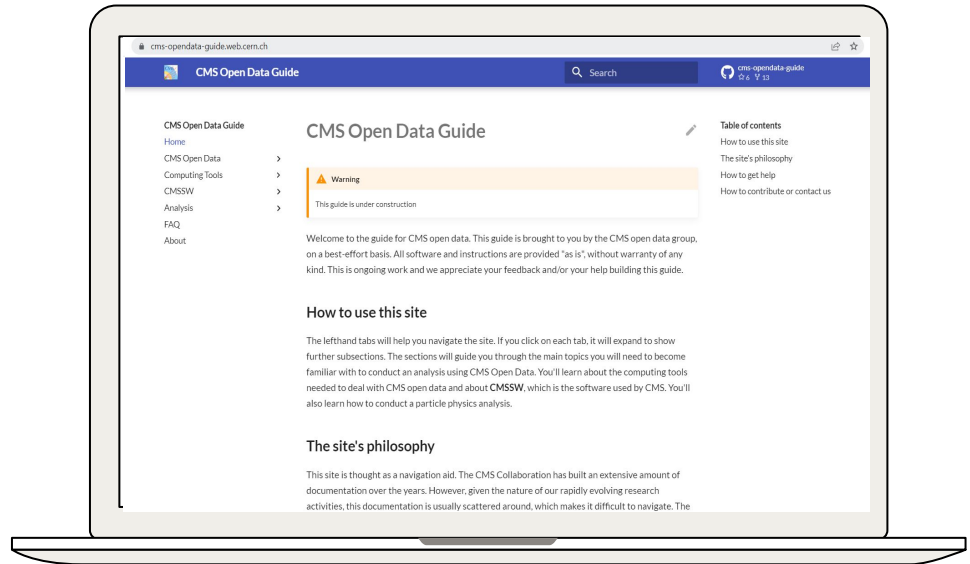 cms-opendata-guide.web.cern.ch
CMS Open Data Guide
Search
cms-opendata-guide
6 13
CMS Open Data Guide
Home
CMS Open Data
Computing Tools
CMSSW
Analysis
FAQ
About
CMS Open Data Guide
Warning
This guide is under construction
Welcome to the guide for CMS open data. This guide is brought to you by the CMS open data group,
on a best-effort basis. All software and instructions are provided "as is", without warranty of any
kind. This is ongoing work and we appreciate your feedback and/or your help building this guide.
How to use this site
The lefthand tabs will help you navigate the site. If you click on each tab, it will expand to show
further subsections. The sections will guide you through the main topics you will need to become
familiar with to conduct an analysis using CMS Open Data. You'll learn about the computing tools
needed to deal with CMS open data and about CMSSW, which is the software used by CMS. You'll
also learn how to conduct a particle physics analysis.
The site's philosophy
This site is thought as a navigation aid. The CMS Collaboration has built an extensive amount of
documentation over the years. However, given the nature of our rapidly evolving research
activities, this documentation is usually scattered around, which makes it difficult to navigate. The
Table of contents
How to use this site
The site's philosophy
How to get help
How to contribute or contact us